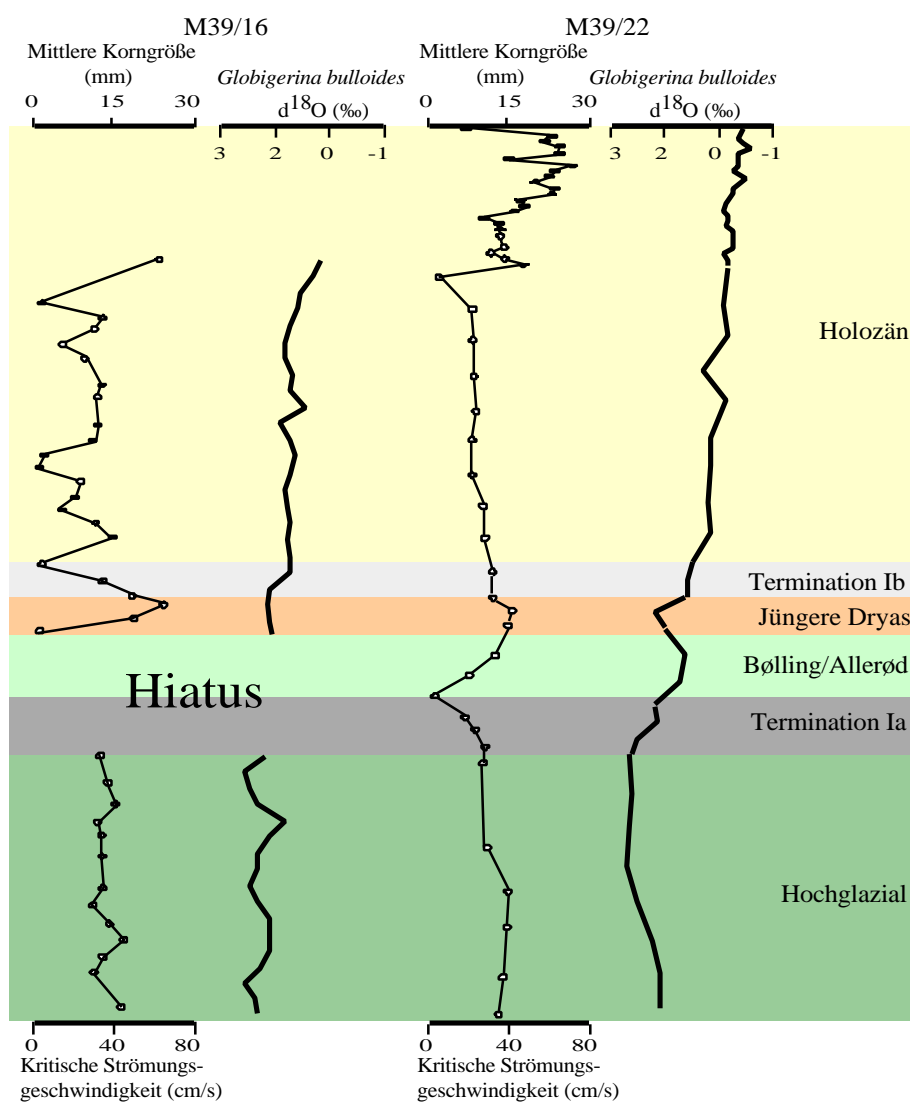 M39/16
M39/22
Mittlere Korngröße
(mm)
0 15 30
Globigerina bulloides
d18O (‰)
3 2 1 0 -1
Mittlere Korngröße
(mm)
0 15 30
Globigerina bulloides
d18O (‰)
3 2 1 0 -1
Holozän
Termination Ib
Jüngere Dryas
Bølling/Allerød
Hiatus
Termination Ia
Hochglazial
0 40 80
Kritische Strömungs-
geschwindigkeit (cm/s)
0 40 80
Kritische Strömungs-
geschwindigkeit (cm/s)